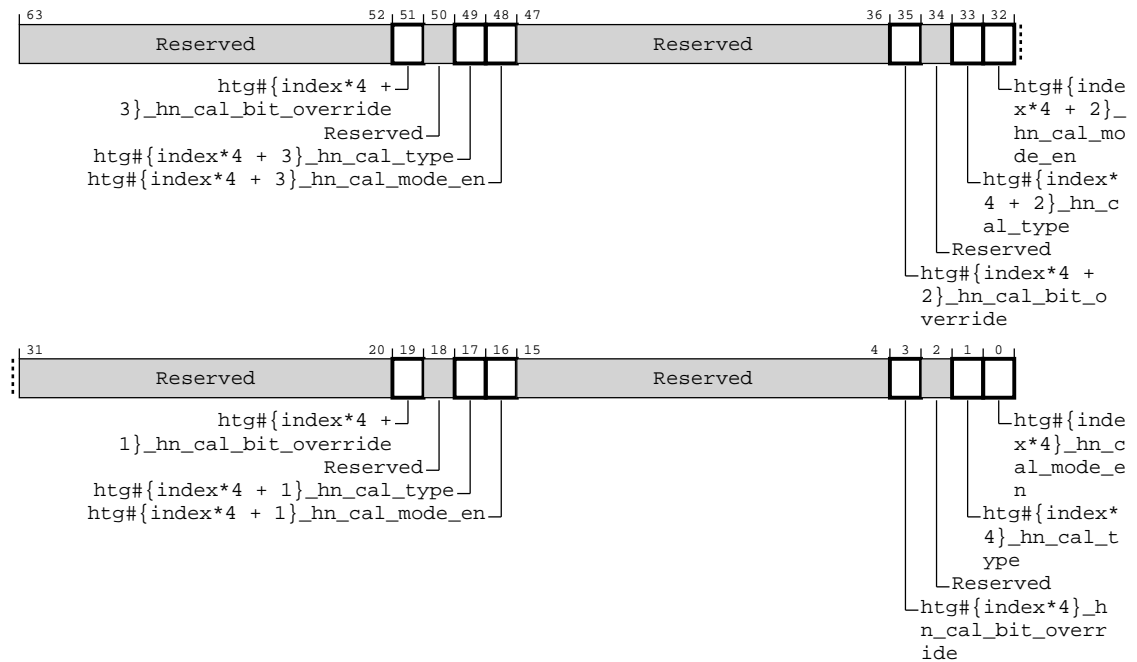 63 52 51 50 49 48 47 36 35 34 33 32
Reserved Reserved
htg#{index*4 +
3}_hn_cal_bit_override
Reserved
htg#{index*4 + 3}_hn_cal_type
htg#{index*4 + 3}_hn_cal_mode_en
htg#{inde
x*4 + 2}_
hn_cal_mo
de_en
htg#{index*
4 + 2}_hn_c
al_type
Reserved
htg#{index*4 +
2}_hn_cal_bit_o
verride
31 20 19 18 17 16 15 4 3 2 1 0
Reserved Reserved
htg#{index*4 +
1}_hn_cal_bit_override
Reserved
htg#{index*4 + 1}_hn_cal_type
htg#{index*4 + 1}_hn_cal_mode_en
htg#{inde
x*4}_hn_c
al_mode_e
n
htg#{index*
4}_hn_cal_t
ype
Reserved
htg#{index*4}_h
n_cal_bit_overr
ide